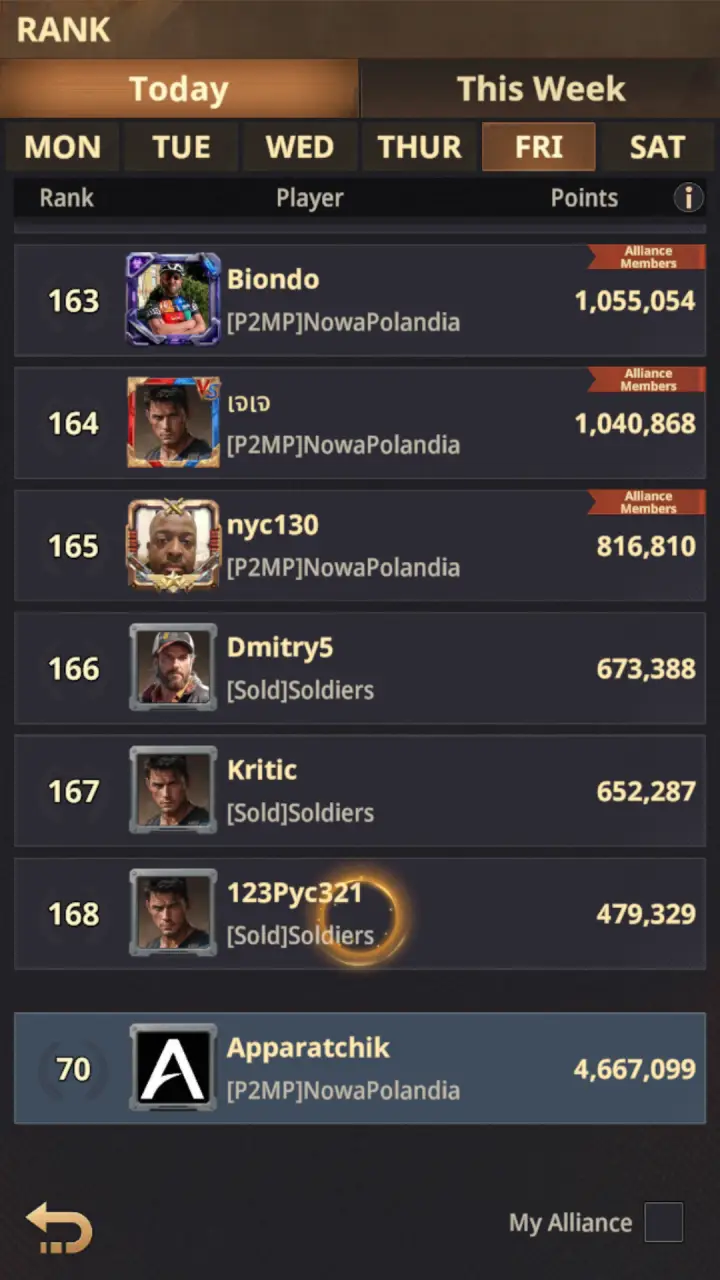 RANK
Today
This Week
MON
TUE
WED
THUR
FRI
SAT
Rank
Player
Points
163
Biondo
[P2MP]NowaPolandia
Alliance
Members
1,055,054
164
เจเจ
[P2MP]NowaPolandia
Alliance
Members
1,040,868
165
nyc130
[P2MP]NowaPolandia
Alliance
Members
816,810
166
Dmitry5
[Sold]Soldiers
673,388
167
Kritic
[Sold]Soldiers
652,287
168
123Pyc321
[Sold]Soldiers
479,329
70
Apparatchik
[P2MP]NowaPolandia
4,667,099
My Alliance